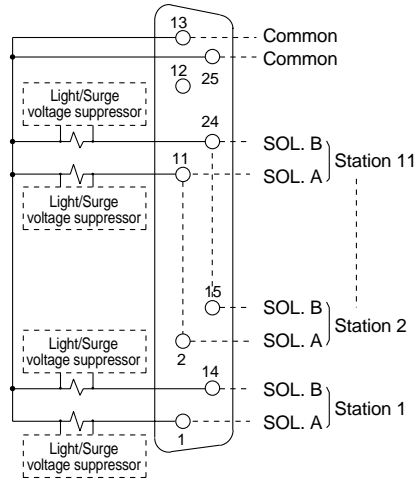 13
Common
Common
25
12
Light/Surge
voltage suppressor
24
SOL. B
Station 11
11
SOL. A
Light/Surge
voltage suppressor
15
SOL. B
Station 2
SOL. A
2
Light/Surge
voltage suppressor
14
SOL. B
Station 1
SOL. A
1
Light/Surge
voltage suppressor